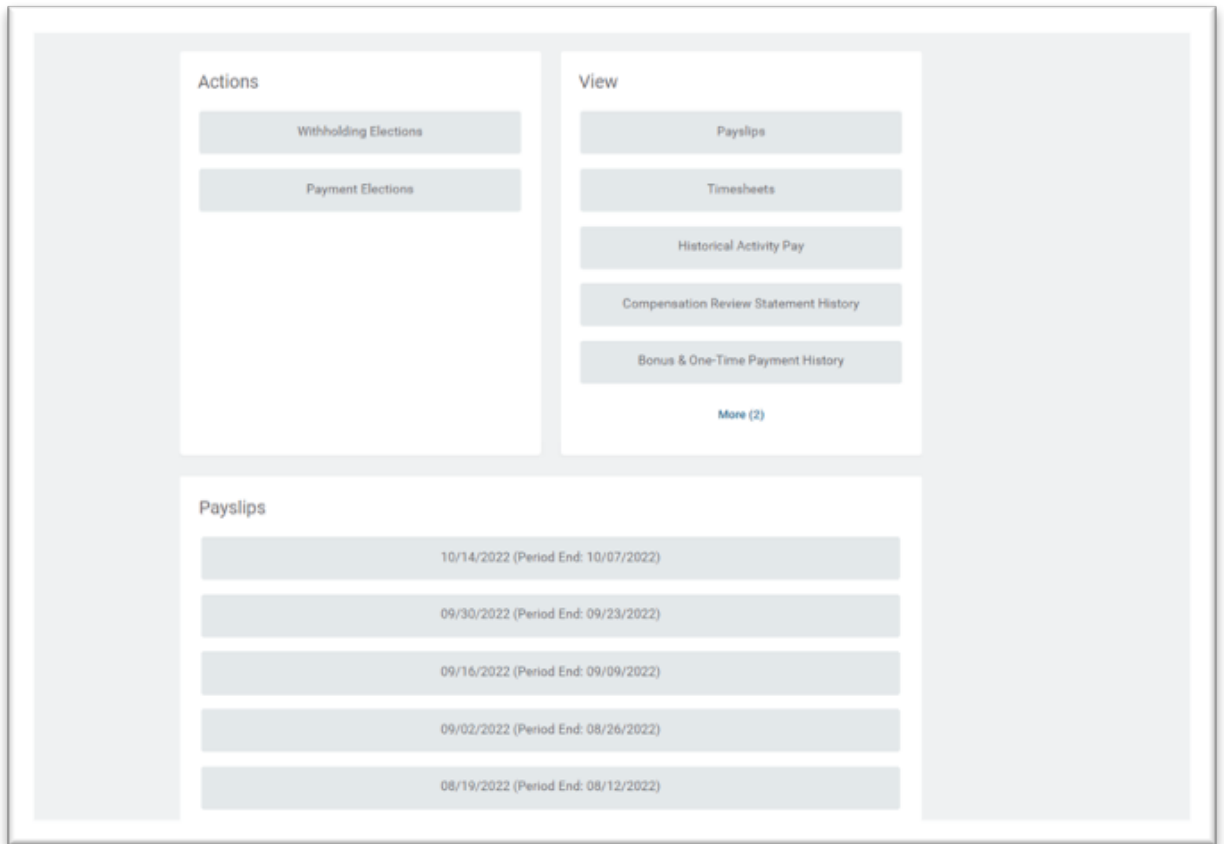 Actions
Withholding Elections
Payment Elections
View
Payslips
Timesheets
Historical Activity Pay
Compensation Review Statement History
Bonus & One-Time Payment History
More (2)
Payslips
10/14/2022 (Period End: 10/07/2022)
09/30/2022 (Period End: 09/23/2022)
09/16/2022 (Period End: 09/09/2022)
09/02/2022 (Period End: 08/26/2022)
08/19/2022 (Period End: 08/12/2022)